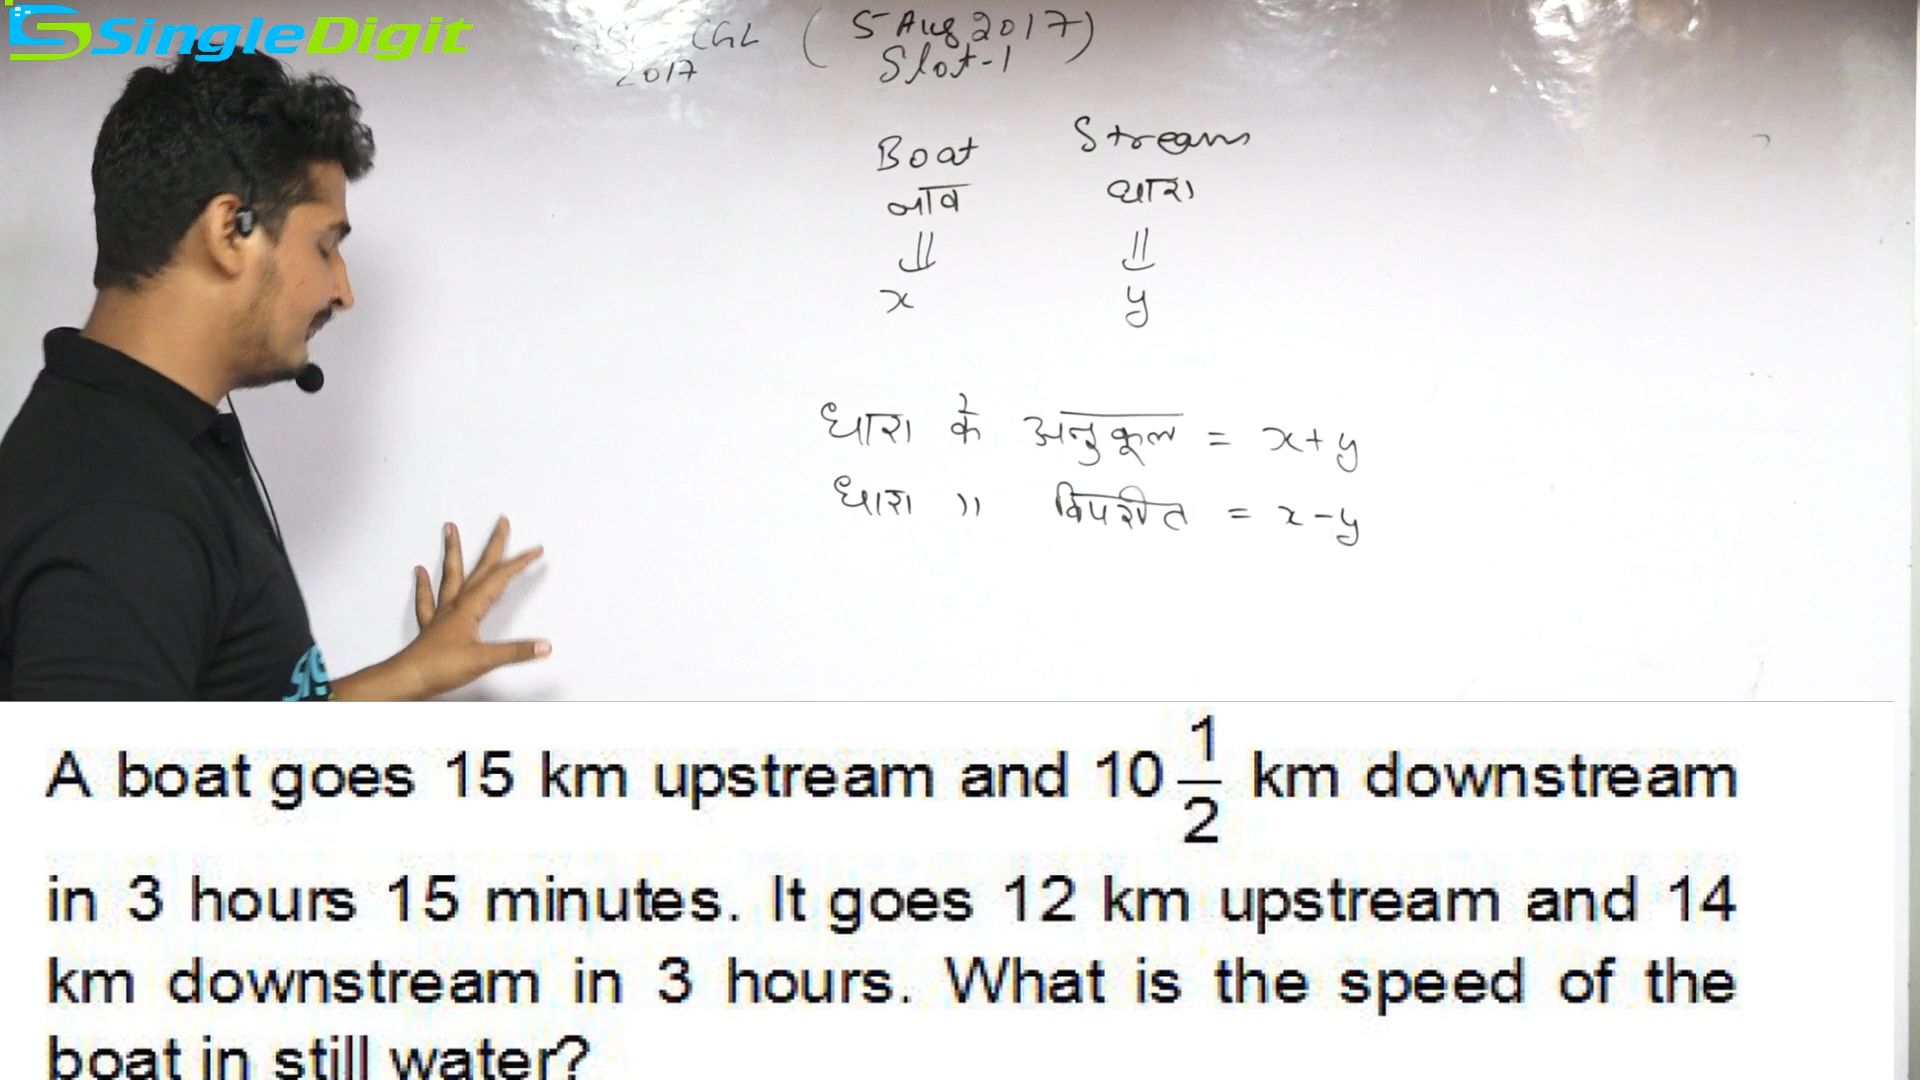 SingleDigit
SSC CGL (5 Aug 2017)
2017 Slot-1
Boat Stream
नाव धारा
x y
धारा के अनुकूल = x+y
धारा " विपरीत = x-y
A boat goes 15 km upstream and 10 1/2 km downstream
in 3 hours 15 minutes. It goes 12 km upstream and 14
km downstream in 3 hours. What is the speed of the
boat in still water?